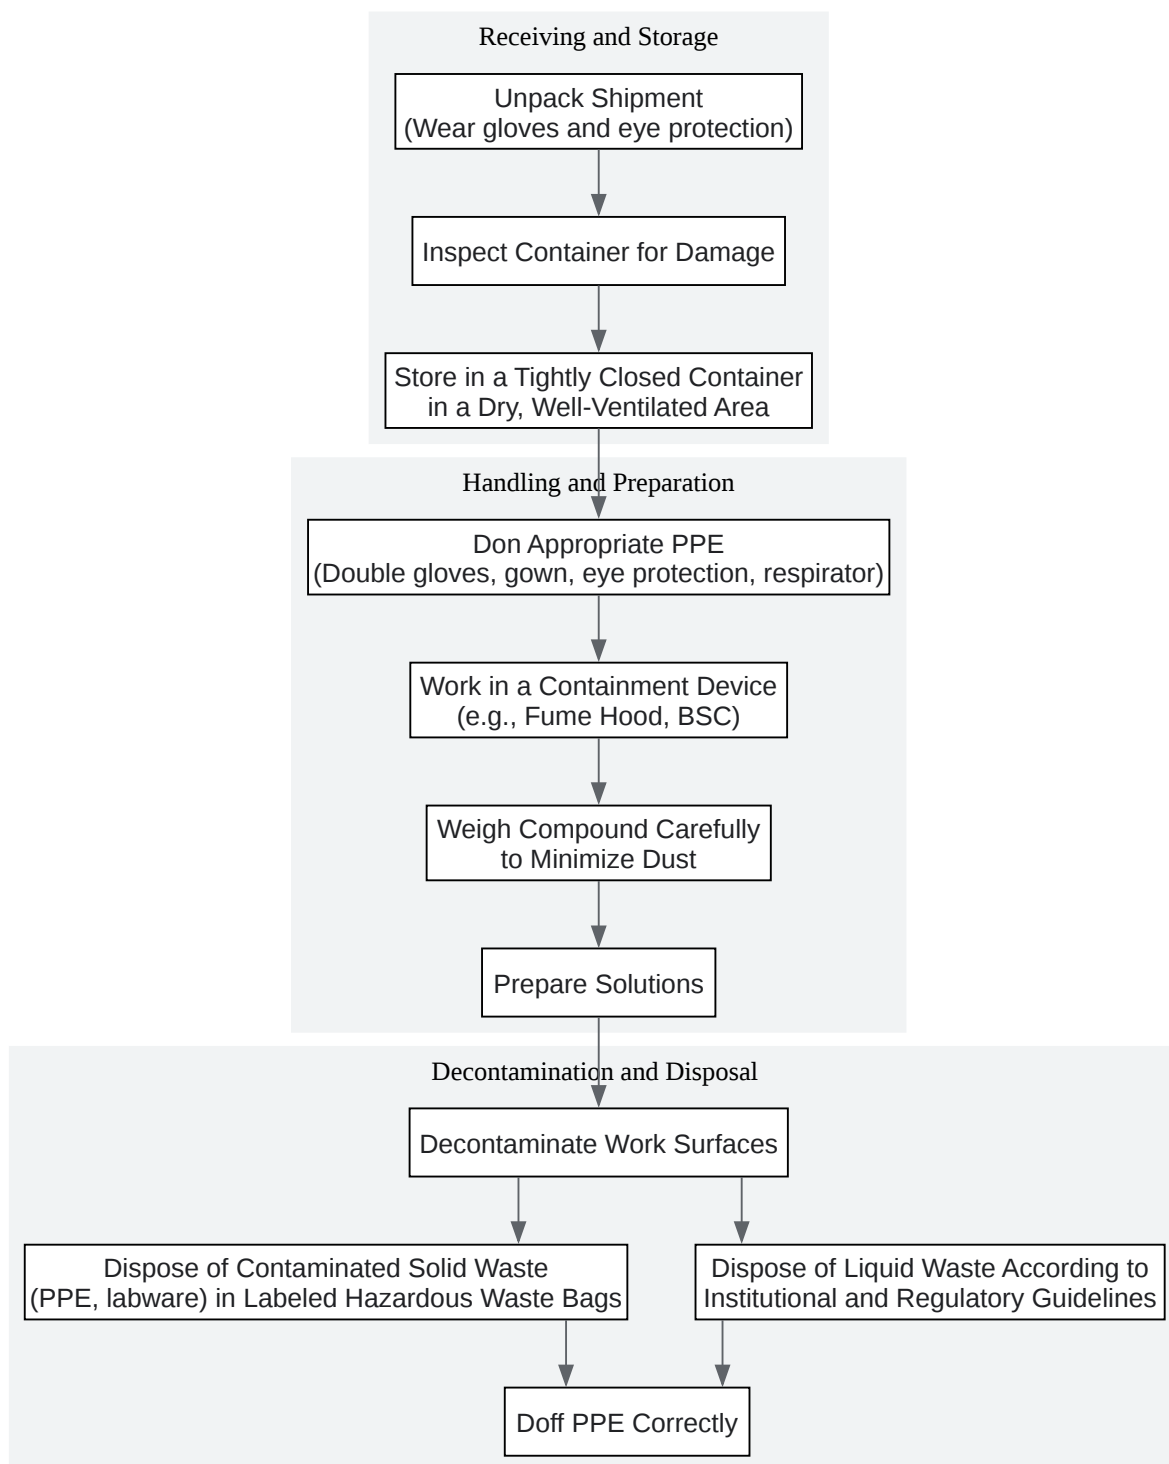 Receiving and Storage
Unpack Shipment
(Wear gloves and eye protection)
Inspect Container for Damage
Store in a Tightly Closed Container
in a Dry, Well-Ventilated Area
Handling and Preparation
Don Appropriate PPE
(Double gloves, gown, eye protection, respirator)
Work in a Containment Device
(e.g., Fume Hood, BSC)
Weigh Compound Carefully
to Minimize Dust
Prepare Solutions
Decontamination and Disposal
Decontaminate Work Surfaces
Dispose of Contaminated Solid Waste
(PPE, labware) in Labeled Hazardous Waste Bags
Dispose of Liquid Waste According to
Institutional and Regulatory Guidelines
Doff PPE Correctly